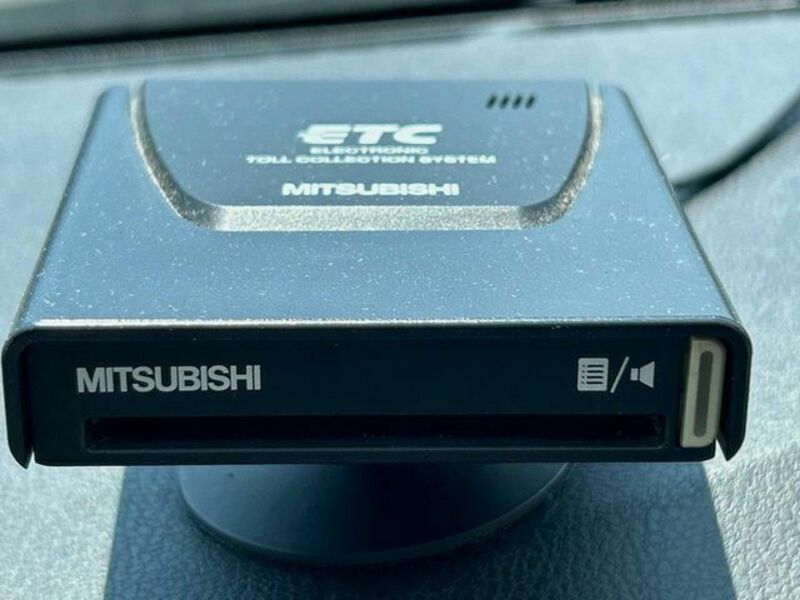 ETC
ELECTRONIC
TOLL COLLECTION SYSTEM
MITSUBISHI
MITSUBISHI